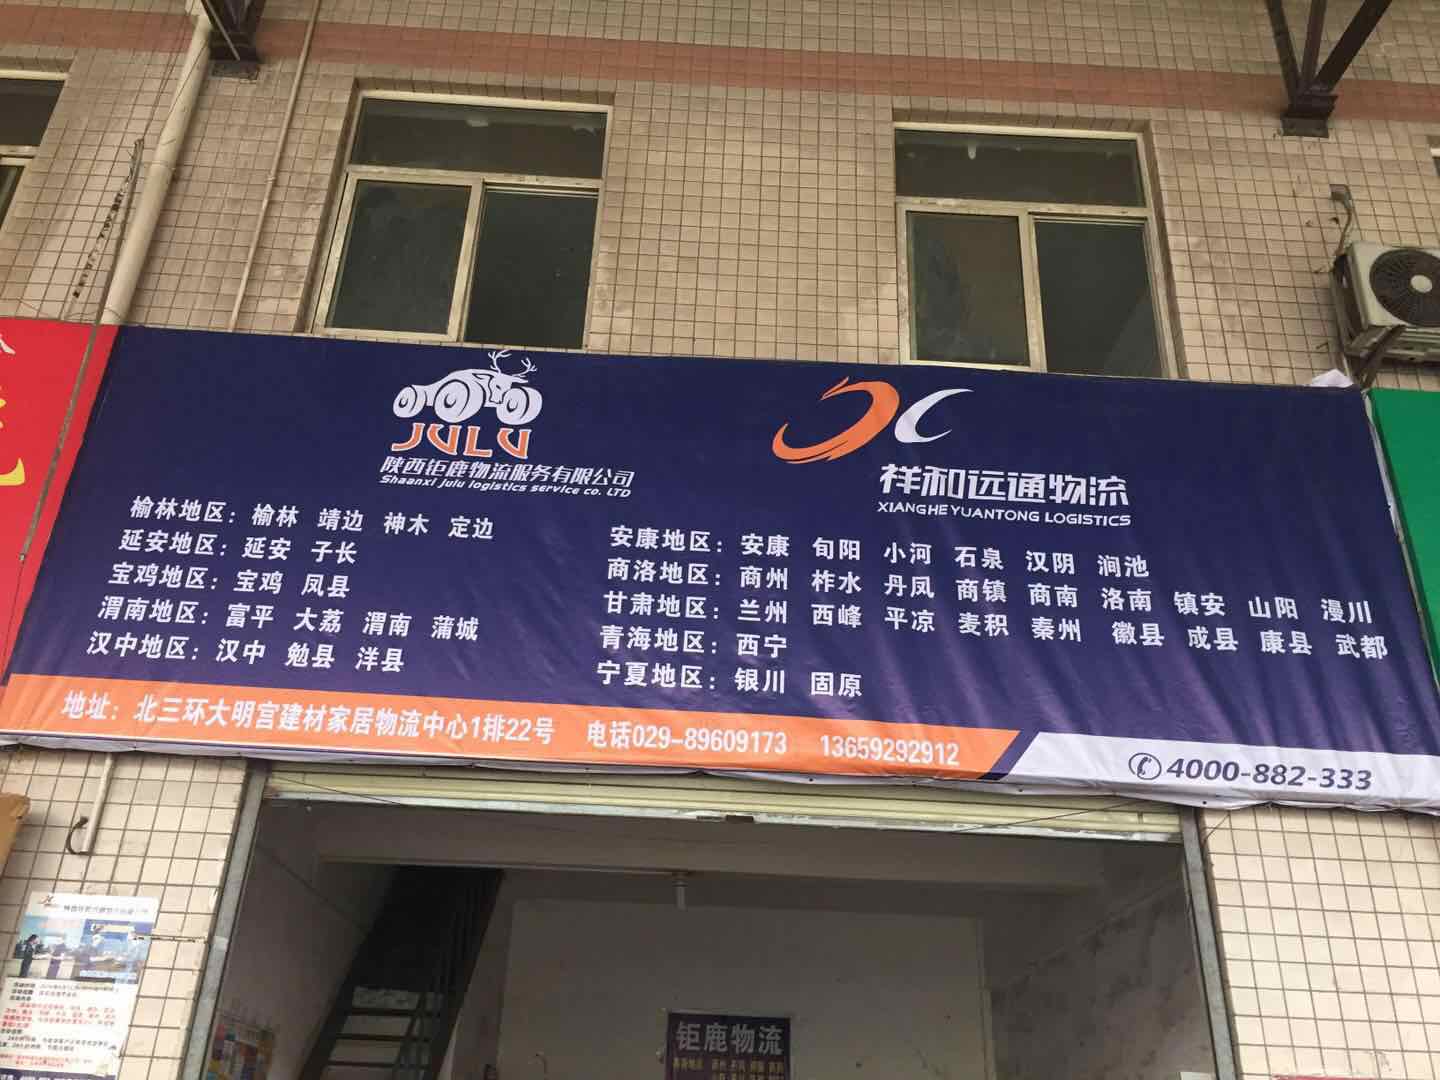 JULU
陕西钜鹿物流服务有限公司
Shaanxi julu logistics service co. LTD
祥和远通物流
XIANGHE YUANTONG LOGISTICS
榆林地区：榆林 靖边 神木 定边
延安地区：延安 子长
宝鸡地区：宝鸡 凤县
渭南地区：富平 大荔 渭南 蒲城
汉中地区：汉中 勉县 洋县
安康地区：安康 旬阳 小河 石泉 汉阴 涧池
商洛地区：商州 柞水 丹凤 商镇 商南 洛南 镇安 山阳 漫川
甘肃地区：兰州 西峰 平凉 麦积 秦州 徽县 成县 康县 武都
青海地区：西宁
宁夏地区：银川 固原
地址：北三环大明宫建材家居物流中心1排22号 电话029-89609173 13659292912
4000-882-333
钜鹿物流